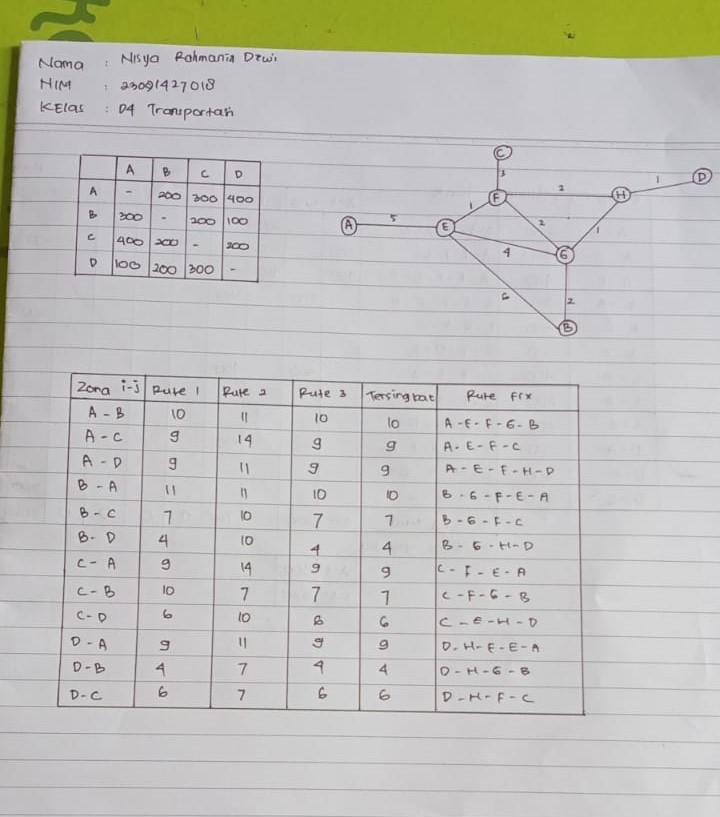 Nama : Nisya Rahmania Dewi
NIM : 23091427018
Kelas : D4 Transportasi
A B C D
A - 200 300 400
B 300 - 200 100
C 400 200 - 200
D 100 200 300 -
C
3
D
1
F 2 H
1
A 5 E 2 1
4 G
6 2
B
Zona i-j Rute 1 Rute 2 Rute 3 Tersingkat Rute Fix
A - B 10 11 10 10 A - E - F - G - B
A - C 9 14 9 9 A - E - F - C
A - D 9 11 9 9 A - E - F - H - D
B - A 11 11 10 10 B - G - F - E - A
B - C 7 10 7 7 B - G - F - C
B - D 4 10 4 4 B - G - H - D
C - A 9 14 9 9 C - F - E - A
C - B 10 7 7 7 C - F - G - B
C - D 6 10 8 6 C - E - H - D
D - A 9 11 9 9 D - H - E - E - A
D - B 4 7 4 4 D - H - G - B
D - C 6 7 6 6 D - H - F - C